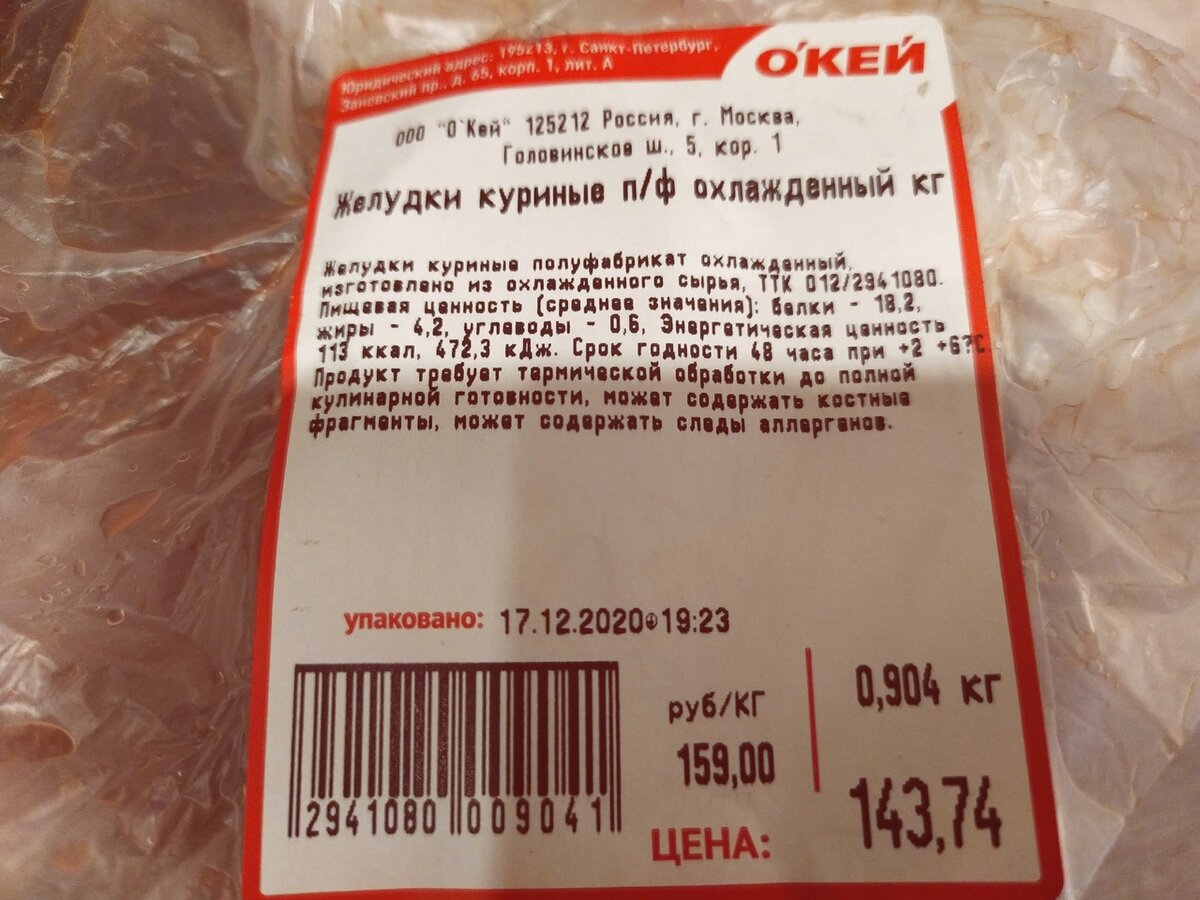 Юридический адрес: 195213, г. Санкт-Петербург,
Заневский пр., д. 65, корп. 1, лит. А
О'КЕЙ
ООО "О`Кей" 125212 Россия, г. Москва,
Головинское ш., 5, кор. 1
Желудки куриные п/ф охлажденный кг
Желудки куриные полуфабрикат охлажденный,
изготовлено из охлажденного сырья, ТТК 012/2941080.
Пищевая ценность (среднее значения): белки - 18,2,
жиры - 4,2, углеводы - 0,6, Энергетическая ценность
113 ккал, 472,3 кДж. Срок годности 48 часа при +2 +6?С.
Продукт требует термической обработки до полной
кулинарной готовности, может содержать костные
фрагменты, может содержать следы аллергенов.
упаковано: 17.12.2020 19:23
руб/КГ
159,00
0,904 кг
ЦЕНА: 143,74
2941080 009041